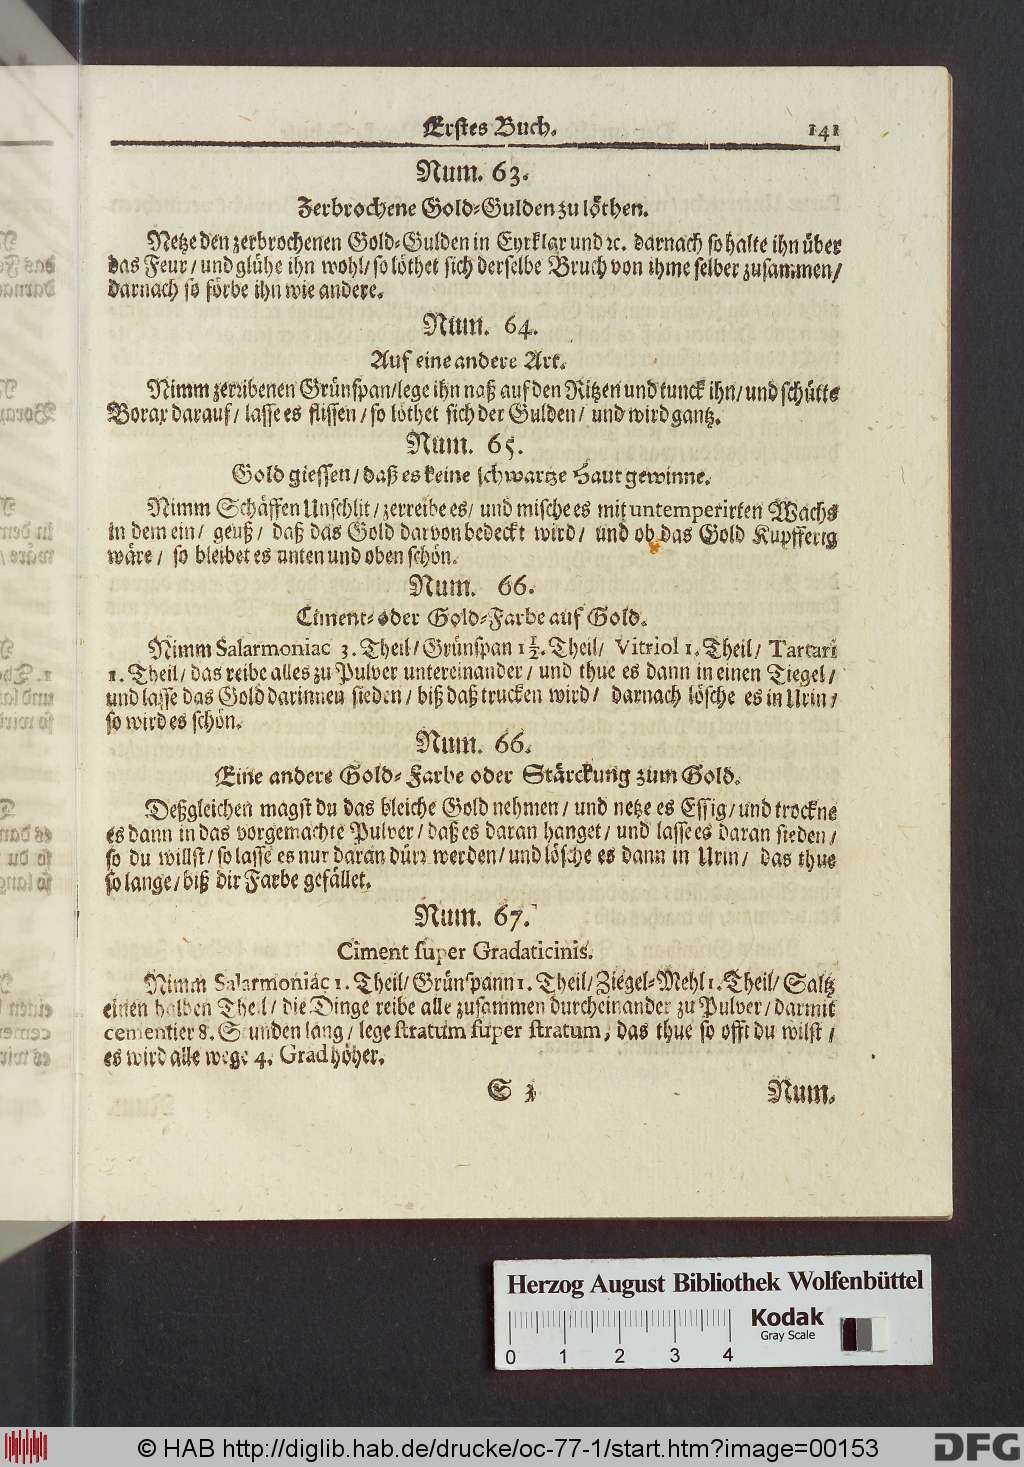 Erstes Buch. 141
Num. 63.
Zerbrochene Gold-Gulden zu löthen.
Netze den zerbrochenen Gold-Gulden in Eyrklar und ꝛc. darnach so halte ihn über
das Feur / und glühe ihn wohl / so löthet sich derselbe Bruch von ihme selber zusammen /
darnach so förbe ihn wie andere.
Num. 64.
Auf eine andere Art.
Nimm zerribenen Grünspan / lege ihn naß auf den Ritzen und tunck ihn / und schütte
Borax darauf / lasse es flissen / so löthet sich der Gulden / und wird gantz.
Num. 65.
Gold giessen / daß es keine schwartze Haut gewinne.
Nimm Schäffen Unschlit / zerreibe es / und mische es mit untemperirten Wachs
in dem ein / geuß / daß das Gold darvon bedeckt wird / und ob das Gold Kupfferig
wäre / so bleibet es unten und oben schön.
Num. 66.
Ciment- oder Gold-Farbe auf Gold.
Nimm Salarmoniac 3. Theil / Grünspan 1 1/2. Theil / Vitriol 1. Theil / Tartari
1. Theil / das reibe alles zu Pulver untereinander / und thue es dann in einen Tiegel /
und lasse das Gold darinnen sieden / biß daß trucken wird / darnach lösche es in Urin /
so wird es schön.
Num. 66.
Eine andere Gold-Farbe oder Stärckung zum Gold.
Deßgleichen magst du das bleiche Gold nehmen / und netze es Essig / und trockne
es dann in das vorgemachte Pulver / daß es daran hanget / und lasse es daran sieden /
so du willst / so lasse es nur daran dürr werden / und lösche es dann in Urin / das thue
so lange / biß dir Farbe gefället.
Num. 67.
Ciment super Gradaticinis.
Nimm Salarmoniac 1. Theil / Grünspann 1. Theil / Ziegel-Mehl 1. Theil / Saltz
einen halben Theil / die Dinge reibe alle zusammen durcheinander zu Pulver / darmit
cementier 8. Stunden lang / lege stratum super stratum, das thue so offt du wilst /
es wird alle wege 4. Grad höher.
S 3 Num.
Herzog August Bibliothek Wolfenbüttel
Kodak
Gray Scale
0 1 2 3 4
© HAB http://diglib.hab.de/drucke/oc-77-1/start.htm?image=00153
DFG